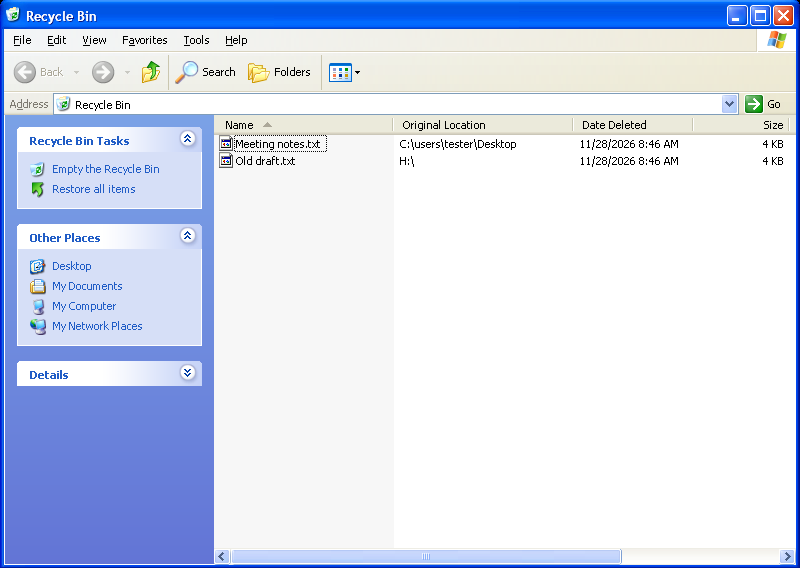 Recycle Bin
File Edit View Favorites Tools Help
Back Search Folders
Address Recycle Bin Go
Name Original Location Date Deleted Size
Meeting notes.txt C:\users\tester\Desktop 11/28/2026 8:46 AM 4 KB
Old draft.txt H:\ 11/28/2026 8:46 AM 4 KB
Recycle Bin Tasks
Empty the Recycle Bin
Restore all items
Other Places
Desktop
My Documents
My Computer
My Network Places
Details